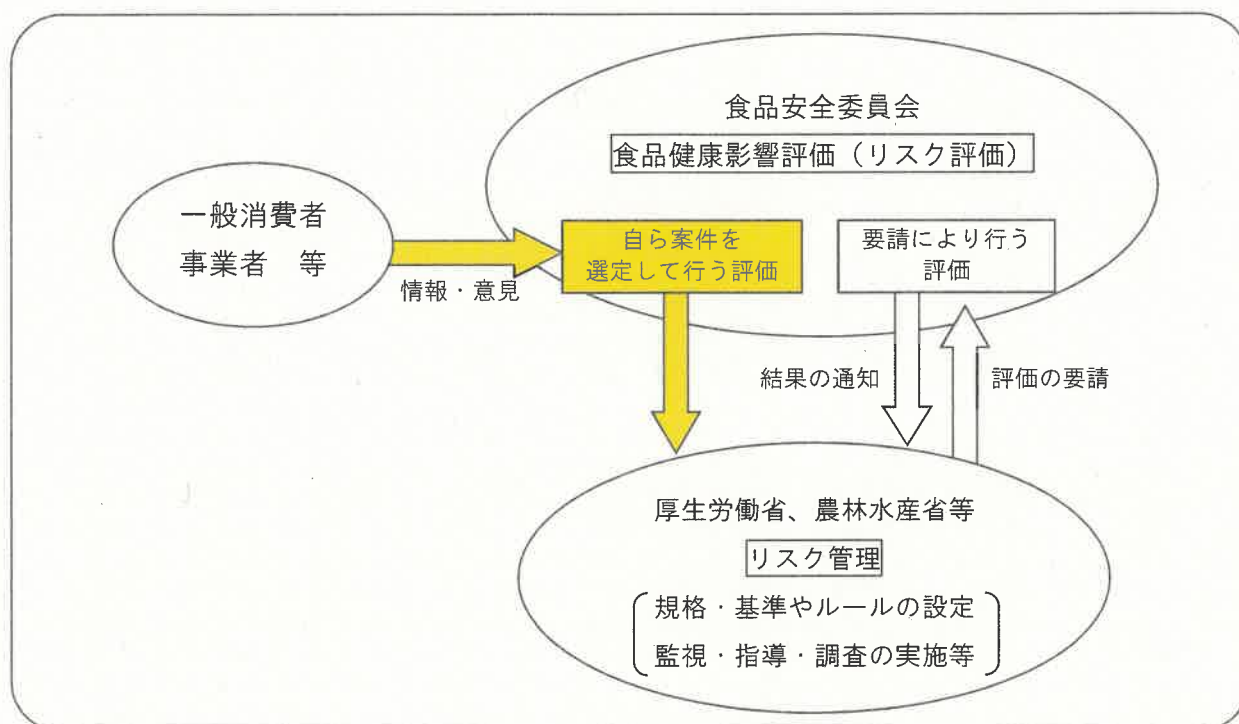 食品安全委員会
食品健康影響評価（リスク評価）
一般消費者
事業者　等
情報・意見
自ら案件を
選定して行う評価
要請により行う
評価
結果の通知
評価の要請
厚生労働省、農林水産省等
リスク管理
規格・基準やルールの設定
監視・指導・調査の実施等